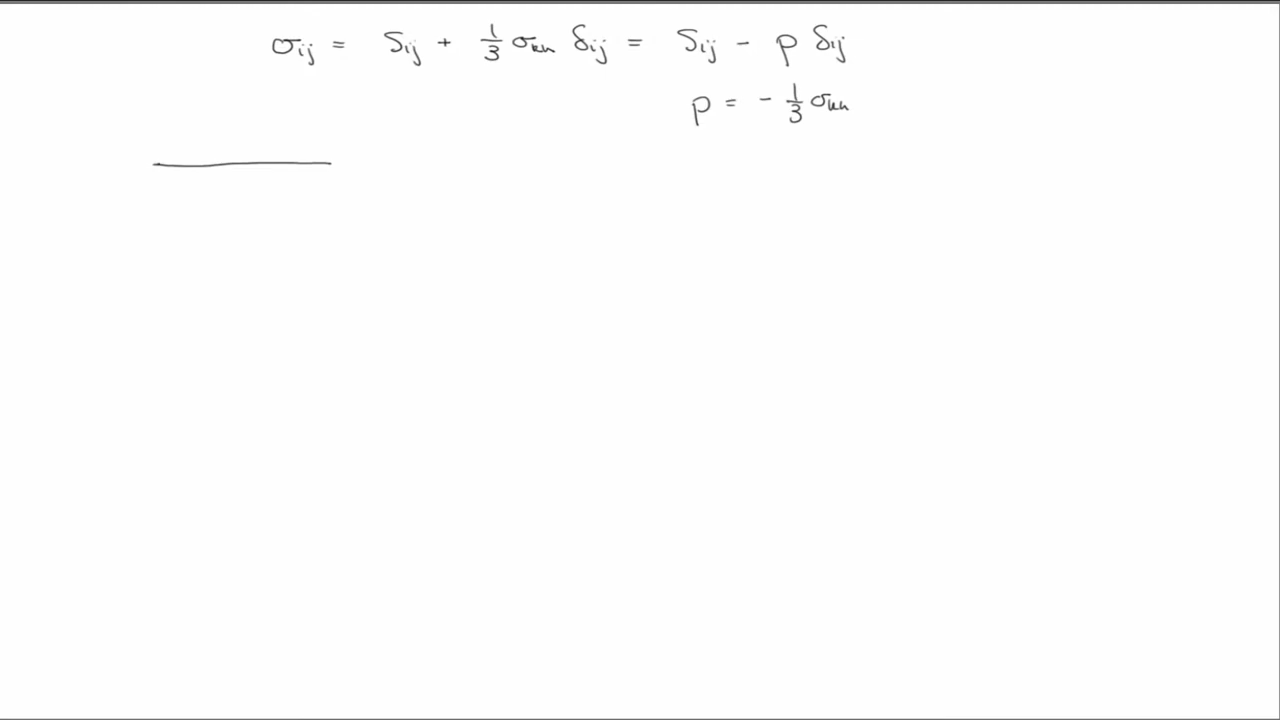 σij = Sij + 1/3 σkk δij = Sij - p δij
p = - 1/3 σkk